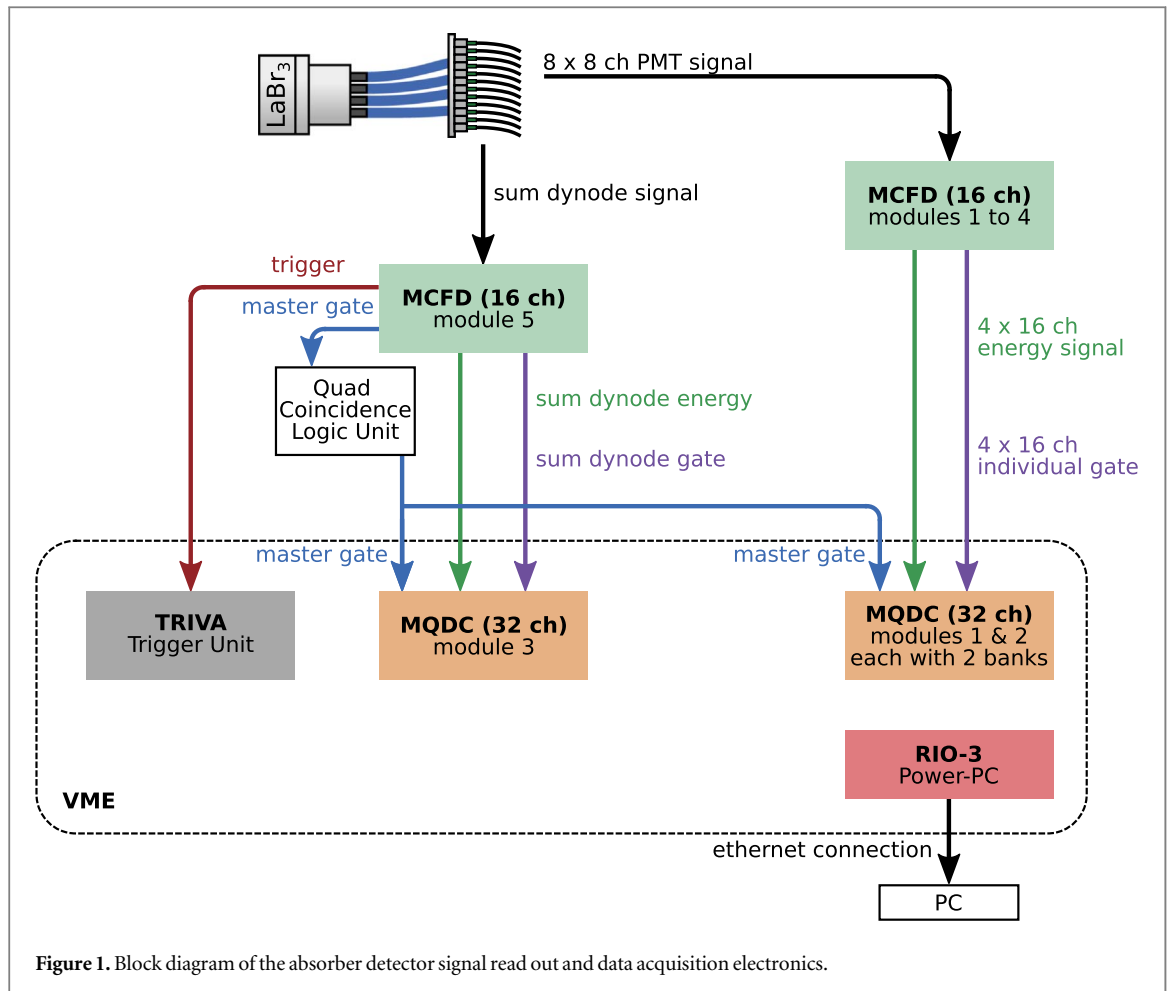 LaBr3
8 x 8 ch PMT signal
sum dynode signal
MCFD (16 ch)
modules 1 to 4
trigger
master gate
MCFD (16 ch)
module 5
4 x 16 ch
energy signal
Quad
Coincidence
Logic Unit
sum dynode energy
sum dynode gate
4 x 16 ch
individual gate
master gate
master gate
TRIVA
Trigger Unit
MQDC (32 ch)
module 3
MQDC (32 ch)
modules 1 & 2
each with 2 banks
RIO-3
Power-PC
VME
ethernet connection
PC
Figure 1. Block diagram of the absorber detector signal read out and data acquisition electronics.